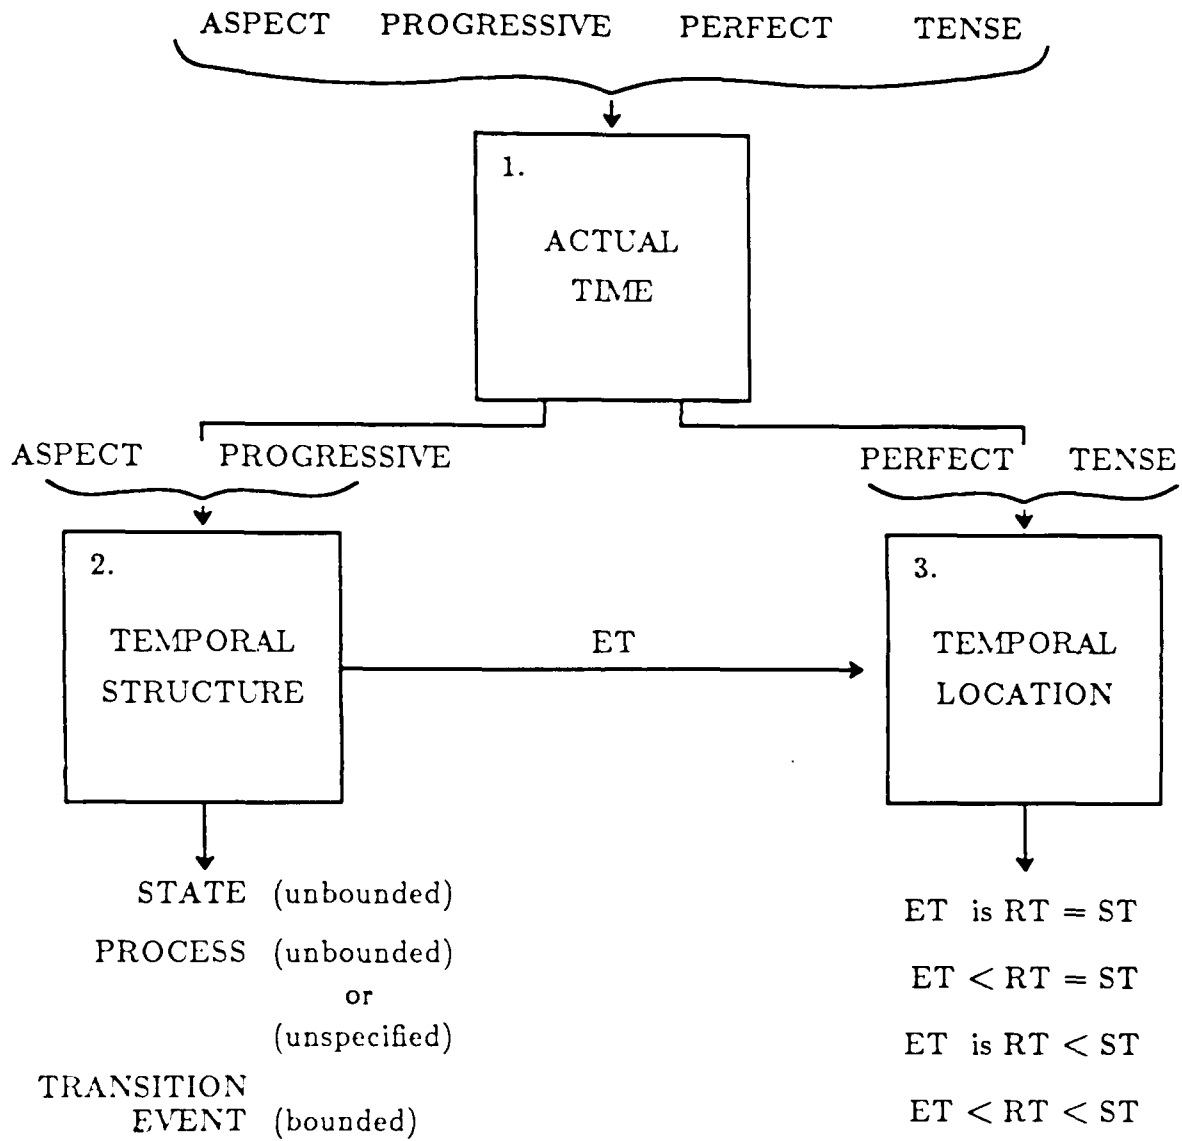 ASPECT PROGRESSIVE PERFECT TENSE
1.
ACTUAL
TIME
ASPECT PROGRESSIVE
PERFECT TENSE
2.
TEMPORAL
STRUCTURE
ET
3.
TEMPORAL
LOCATION
STATE (unbounded)
PROCESS (unbounded)
or
(unspecified)
TRANSITION
EVENT (bounded)
ET is RT = ST
ET < RT = ST
ET is RT < ST
ET < RT < ST